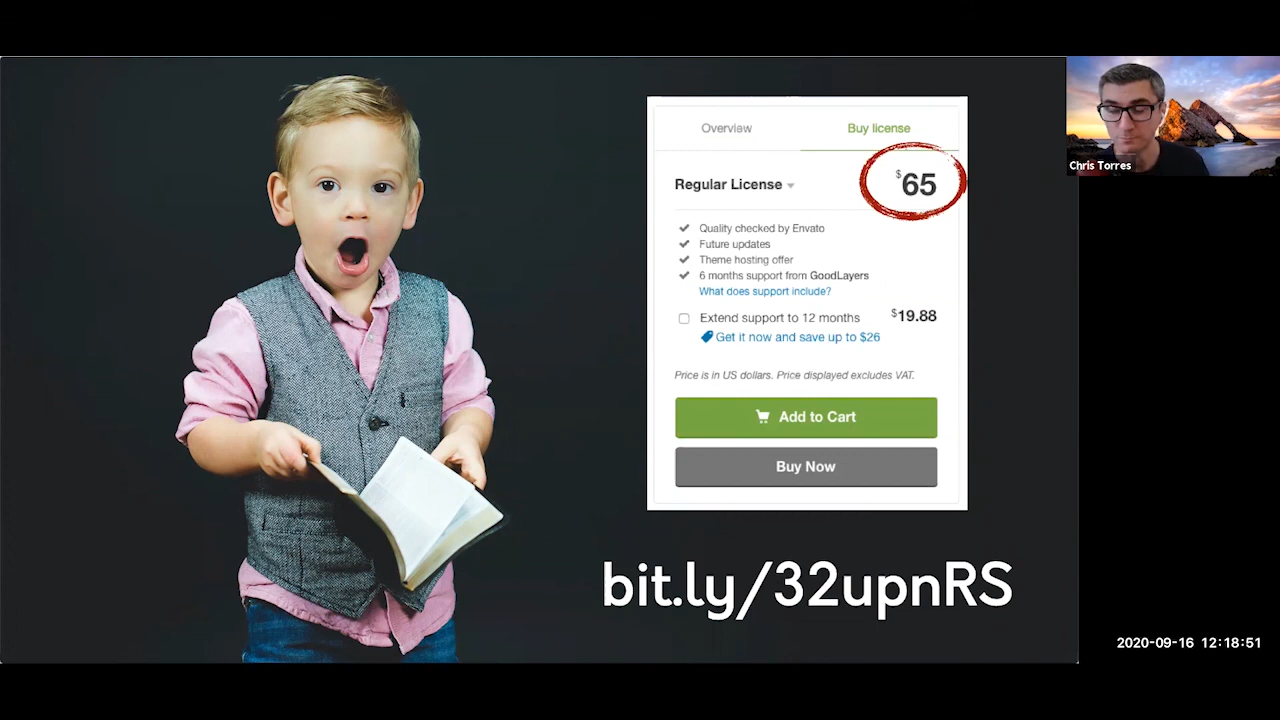 Overview
Buy license
Regular License
$65
Quality checked by Envato
Future updates
Theme hosting offer
6 months support from GoodLayers
What does support include?
Extend support to 12 months
$19.88
Get it now and save up to $26
Price is in US dollars. Price displayed excludes VAT.
Add to Cart
Buy Now
bit.ly/32upnRS
Chris Torres
2020-09-16 12:18:51